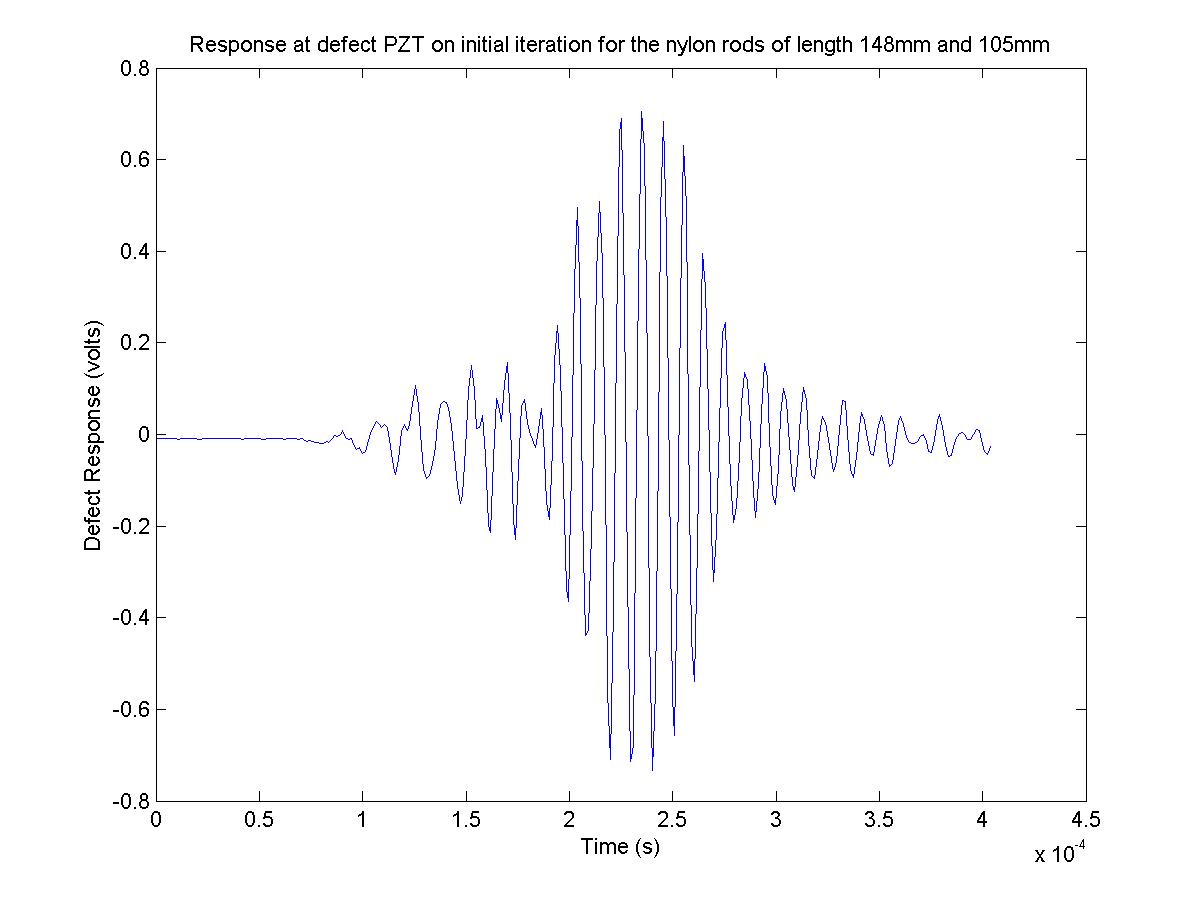 Response at defect PZT on initial iteration for the nylon rods of length 148mm and 105mm
0.8
0.6
0.4
0.2
0
-0.2
-0.4
-0.6
-0.8
Defect Response (volts)
0 0.5 1 1.5 2 2.5 3 3.5 4 4.5
Time (s)
x 10-4